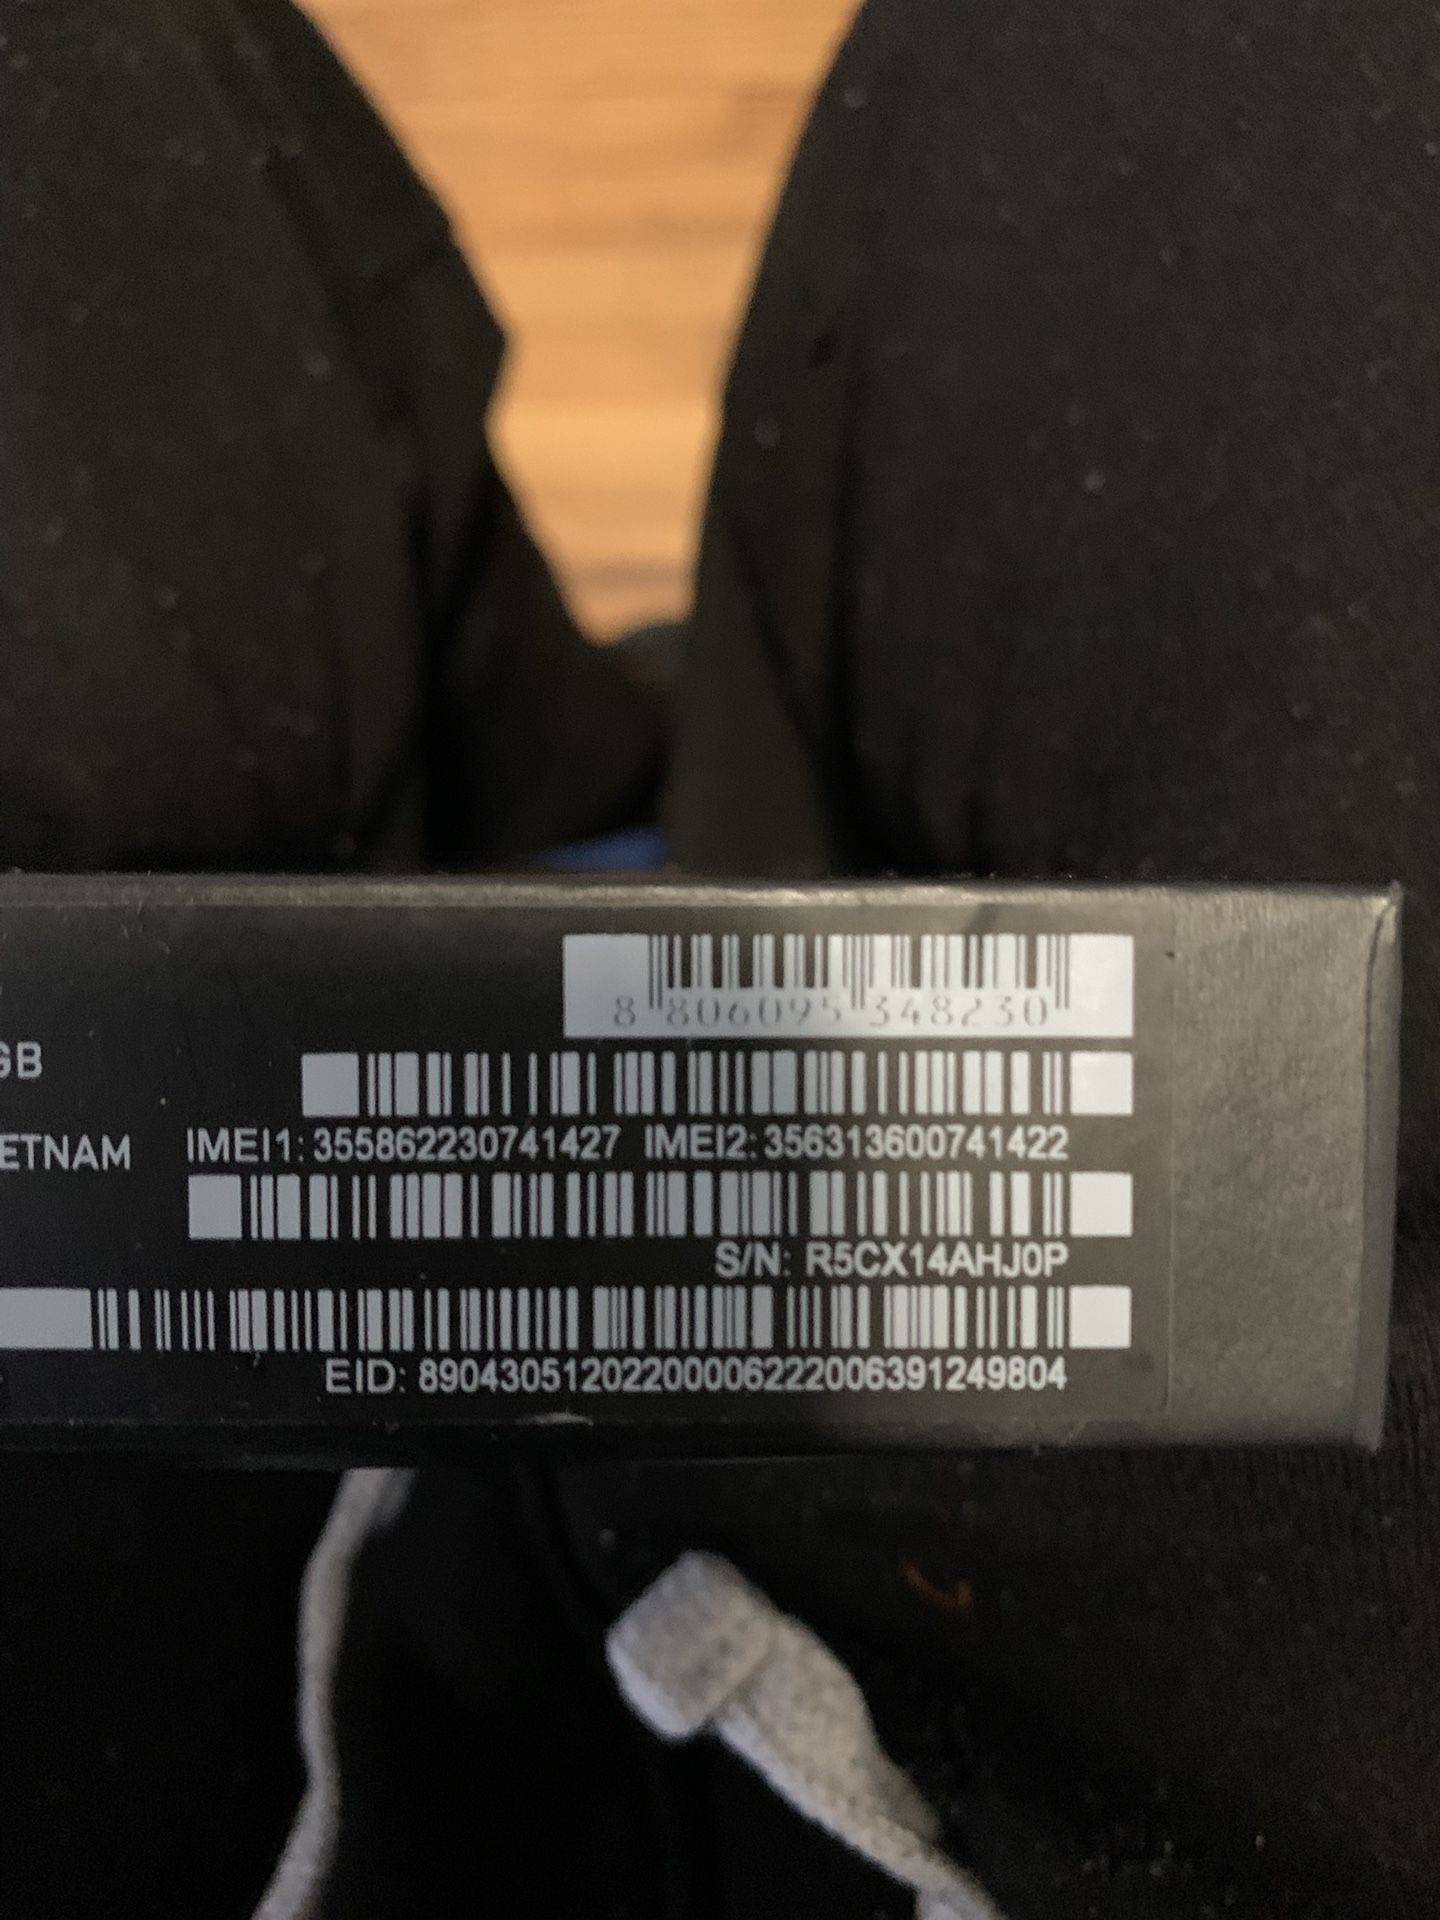 8 806095 348230
GB
ETNAM
IMEI1: 355862230741427 IMEI2: 356313600741422
S/N: R5CX14AHJ0P
EID: 89043051202200006222006391249804